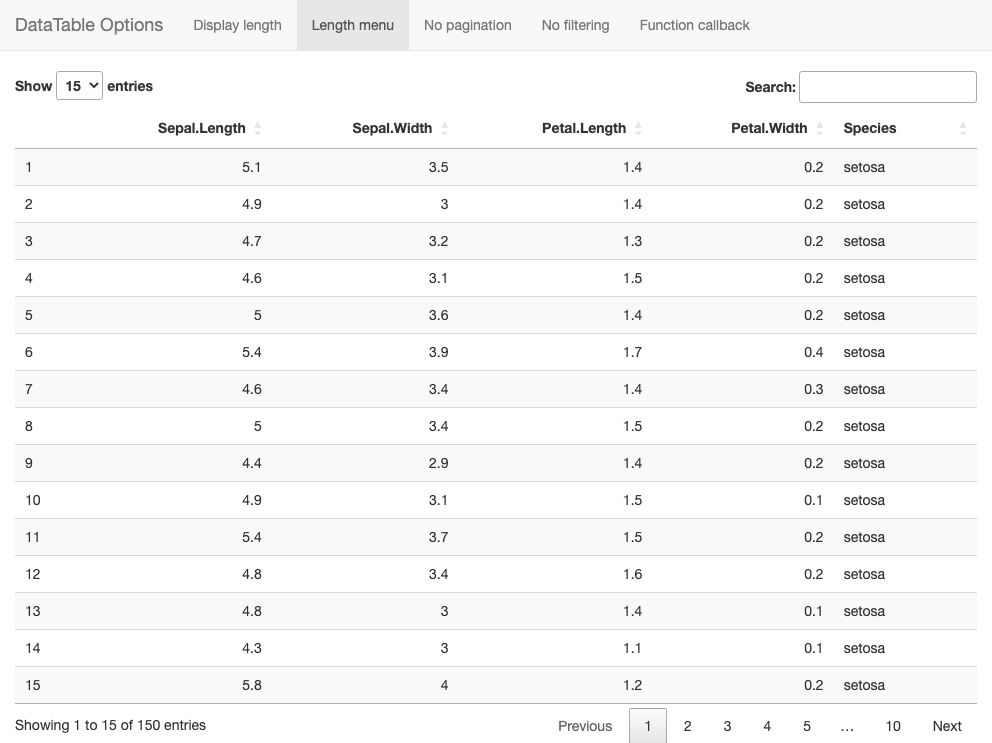 DataTable Options Display length Length menu No pagination No filtering Function callback
Show 15 entries Search:
Sepal.Length Sepal.Width Petal.Length Petal.Width Species
1 5.1 3.5 1.4 0.2 setosa
2 4.9 3 1.4 0.2 setosa
3 4.7 3.2 1.3 0.2 setosa
4 4.6 3.1 1.5 0.2 setosa
5 5 3.6 1.4 0.2 setosa
6 5.4 3.9 1.7 0.4 setosa
7 4.6 3.4 1.4 0.3 setosa
8 5 3.4 1.5 0.2 setosa
9 4.4 2.9 1.4 0.2 setosa
10 4.9 3.1 1.5 0.1 setosa
11 5.4 3.7 1.5 0.2 setosa
12 4.8 3.4 1.6 0.2 setosa
13 4.8 3 1.4 0.1 setosa
14 4.3 3 1.1 0.1 setosa
15 5.8 4 1.2 0.2 setosa
Showing 1 to 15 of 150 entries Previous 1 2 3 4 5 … 10 Next